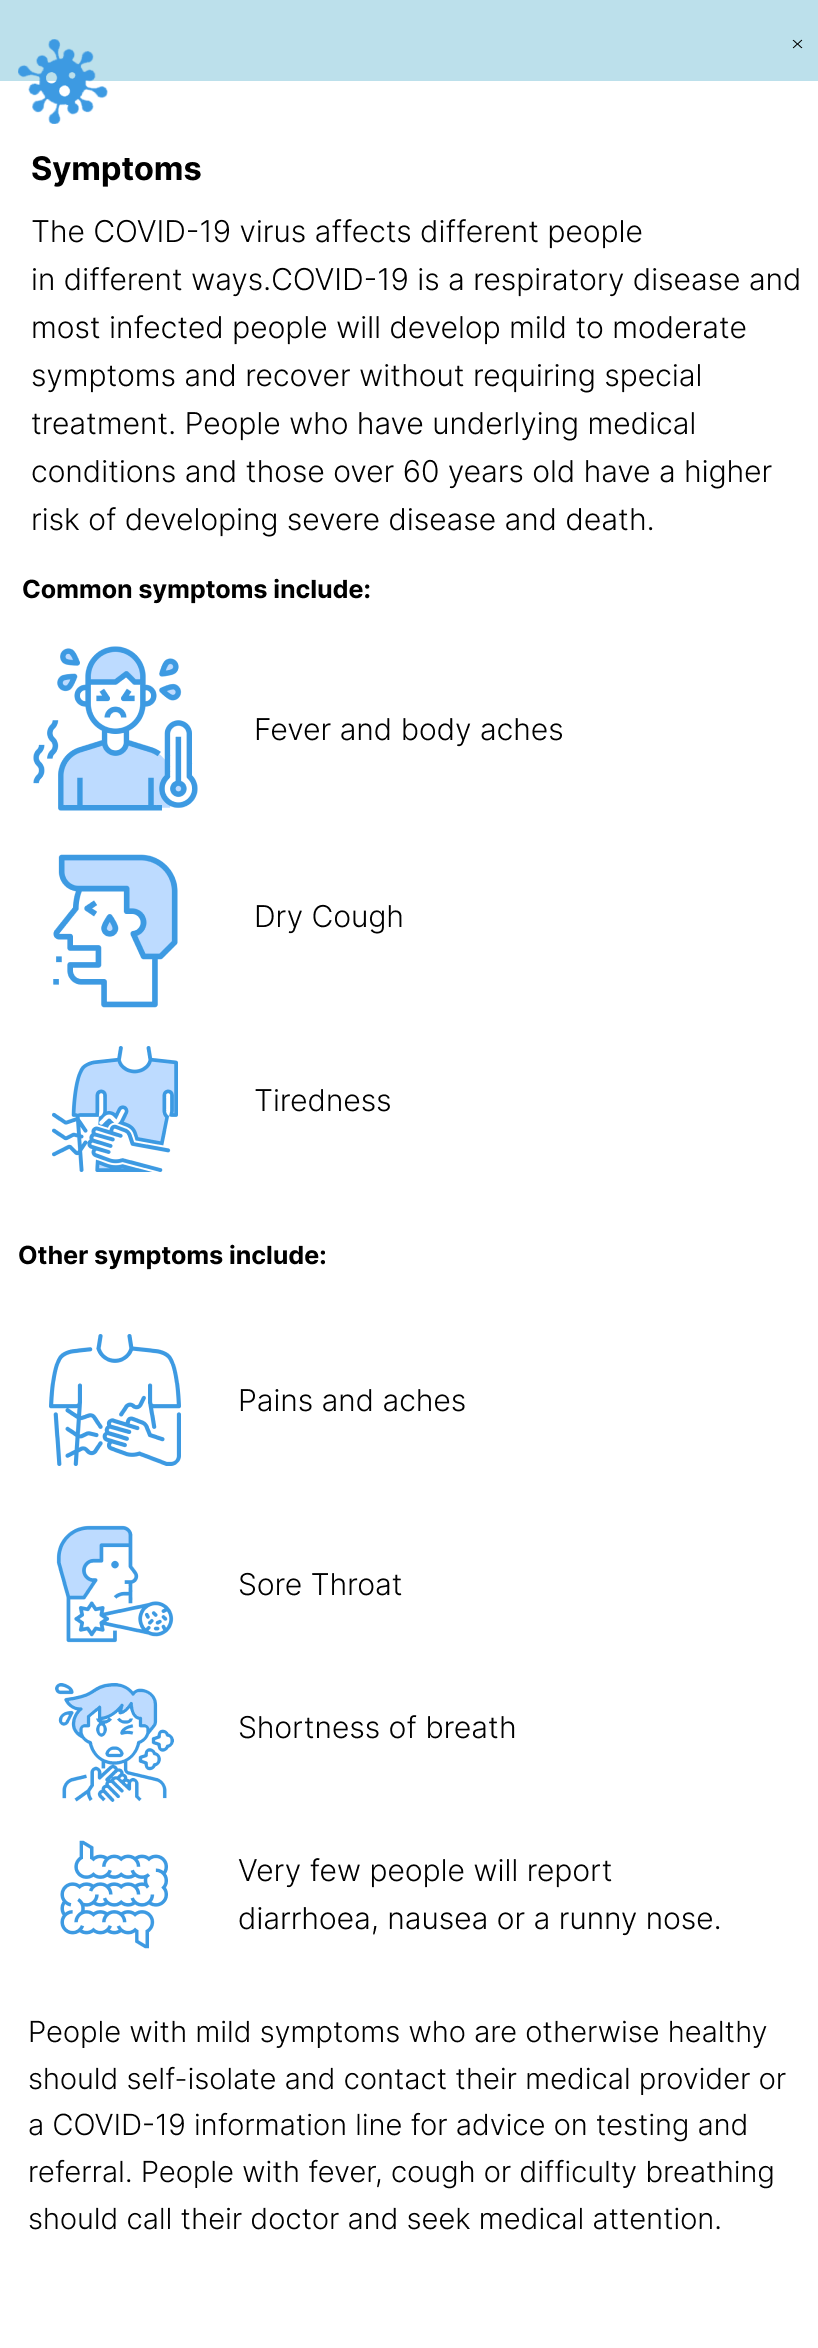 ×
Symptoms
The COVID-19 virus affects different people
in different ways.COVID-19 is a respiratory disease and
most infected people will develop mild to moderate
symptoms and recover without requiring special
treatment. People who have underlying medical
conditions and those over 60 years old have a higher
risk of developing severe disease and death.
Common symptoms include:
Fever and body aches
Dry Cough
Tiredness
Other symptoms include:
Pains and aches
Sore Throat
Shortness of breath
Very few people will report
diarrhoea, nausea or a runny nose.
People with mild symptoms who are otherwise healthy
should self-isolate and contact their medical provider or
a COVID-19 information line for advice on testing and
referral. People with fever, cough or difficulty breathing
should call their doctor and seek medical attention.